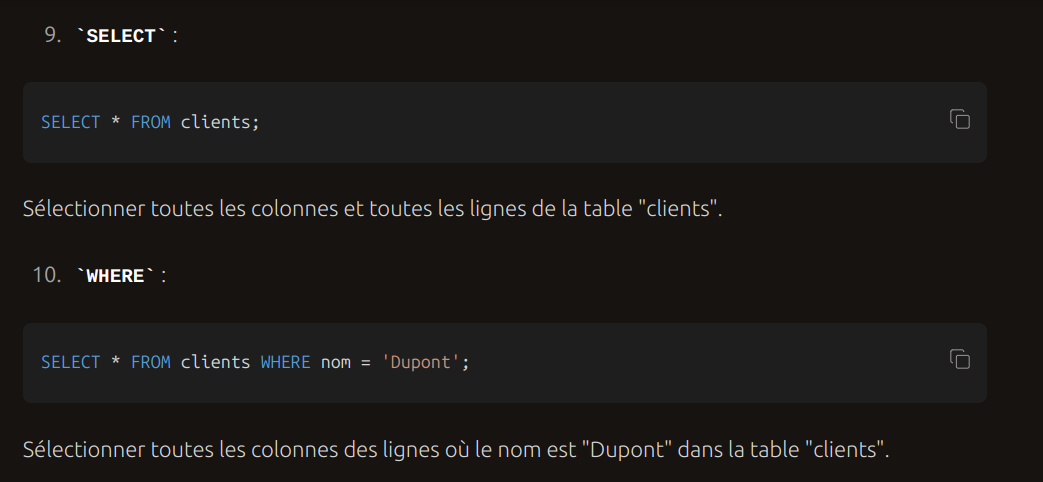 9. `SELECT` :
SELECT * FROM clients;
Sélectionner toutes les colonnes et toutes les lignes de la table "clients".
10. `WHERE` :
SELECT * FROM clients WHERE nom = 'Dupont';
Sélectionner toutes les colonnes des lignes où le nom est "Dupont" dans la table "clients".